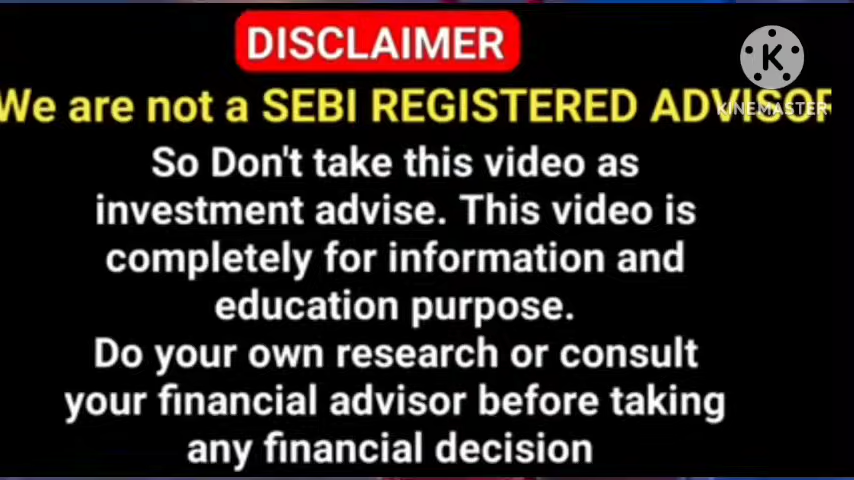 DISCLAIMER
K
KINEMASTER
We are not a SEBI REGISTERED ADVISOR
So Don't take this video as
investment advise. This video is
completely for information and
education purpose.
Do your own research or consult
your financial advisor before taking
any financial decision